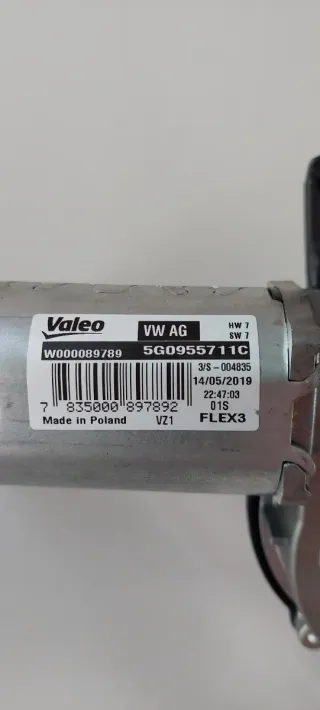 Valeo VW AG HW 7
SW 7
W000089789 5G0955711C
3/S-004835
14/05/2019
22:47:03
7 835000 897892 01S
Made in Poland VZ1 FLEX3